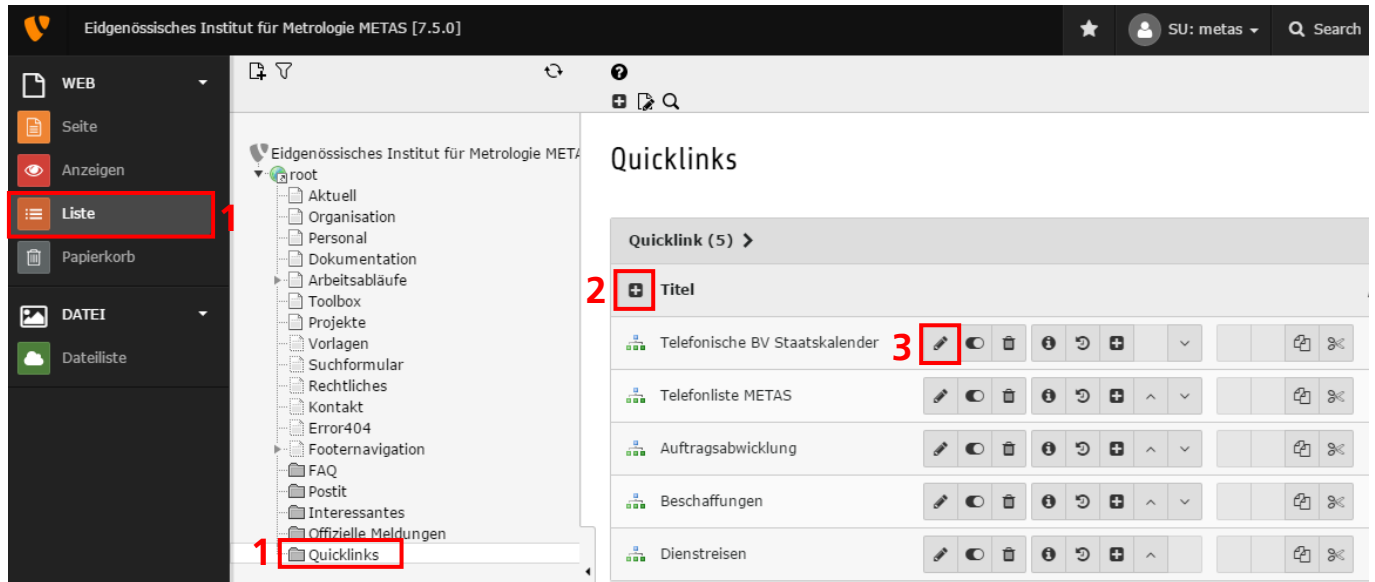 Eidgenössisches Institut für Metrologie METAS [7.5.0]
SU: metas
Search
WEB
Seite
Anzeigen
Liste
1
Papierkorb
DATEI
Dateiliste
Eidgenössisches Institut für Metrologie META
root
Aktuell
Organisation
Personal
Dokumentation
Arbeitsabläufe
Toolbox
Projekte
Vorlagen
Suchformular
Rechtliches
Kontakt
Error404
Footernavigation
FAQ
Postit
Interessantes
Offizielle Meldungen
1 Quicklinks
Quicklinks
Quicklink (5)
2 Titel
Telefonische BV Staatskalender 3
Telefonliste METAS
Auftragsabwicklung
Beschaffungen
Dienstreisen